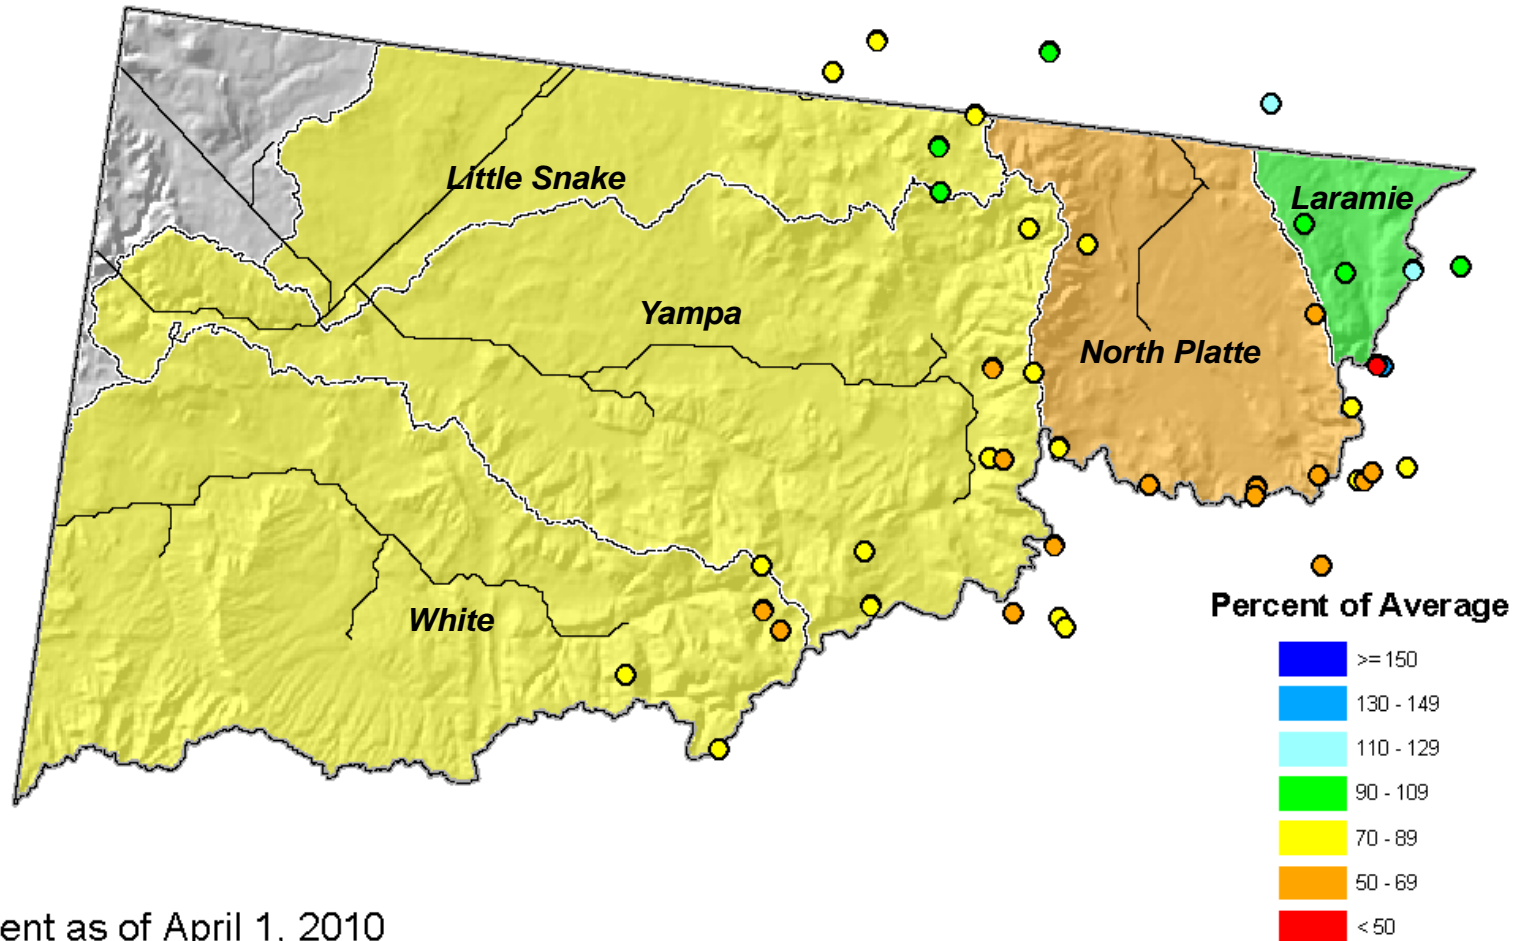 Little Snake
Laramie
Yampa
North Platte
White
Percent of Average
>= 150
130 - 149
110 - 129
90 - 109
70 - 89
50 - 69
< 50
ent as of April 1, 2010